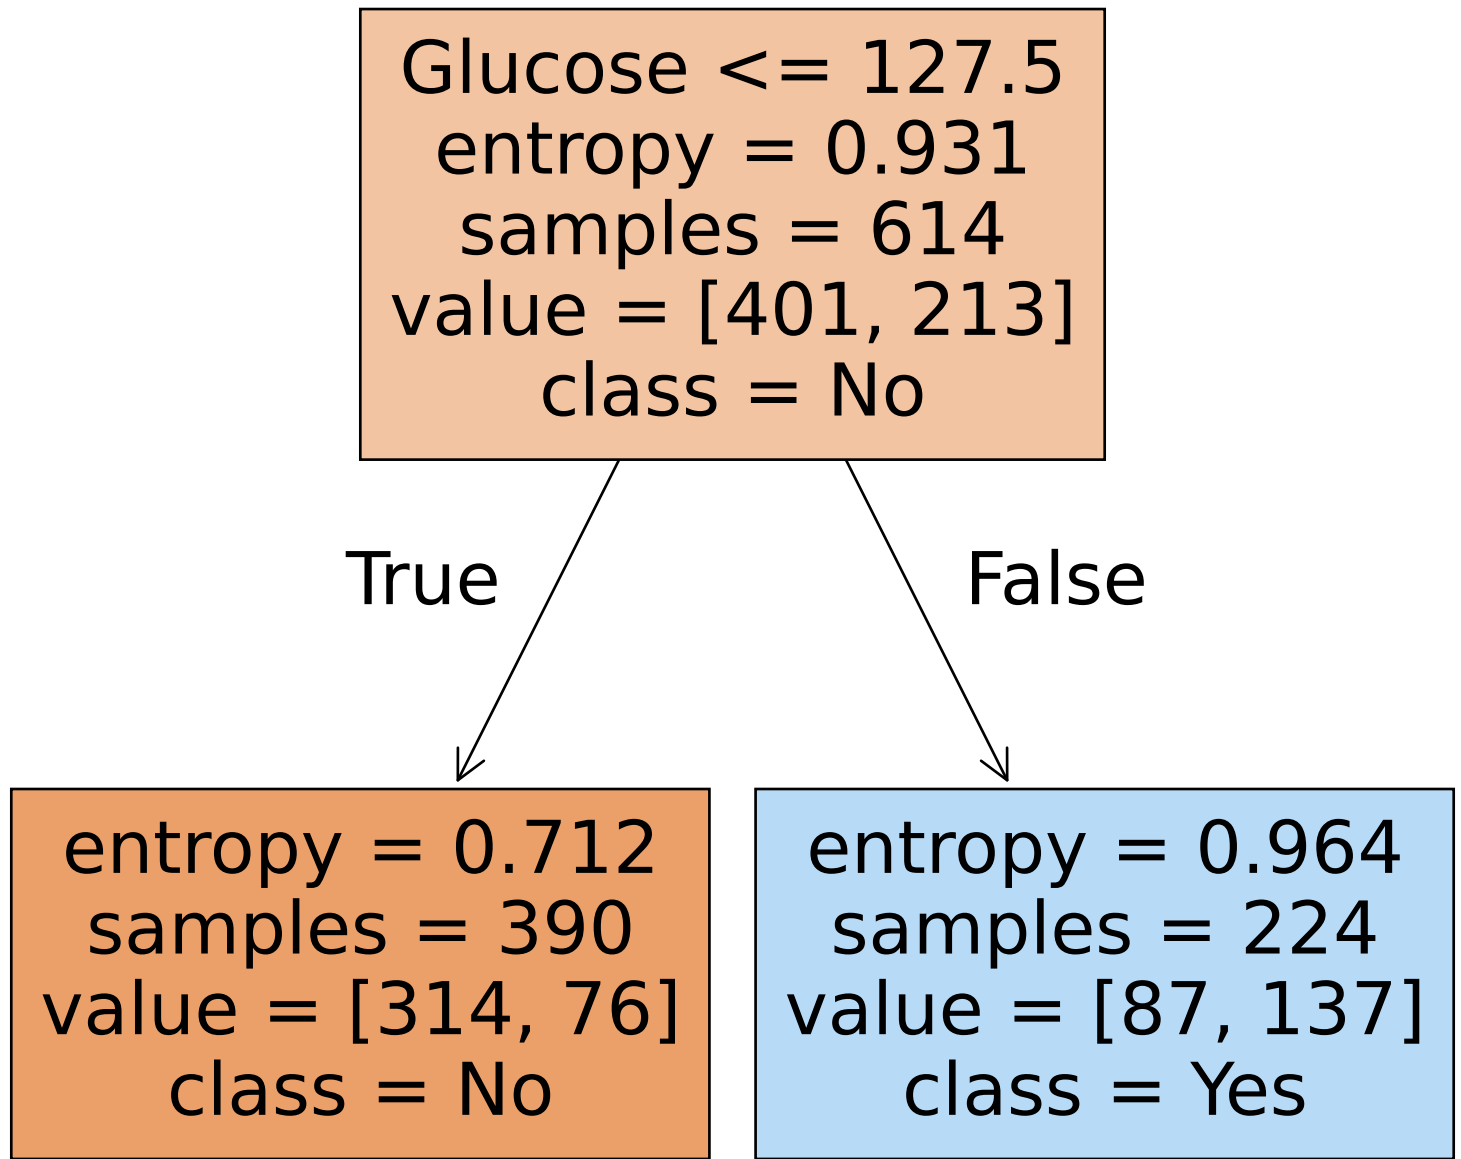 Glucose <= 127.5
entropy = 0.931
samples = 614
value = [401, 213]
class = No
True
False
entropy = 0.712
samples = 390
value = [314, 76]
class = No
entropy = 0.964
samples = 224
value = [87, 137]
class = Yes